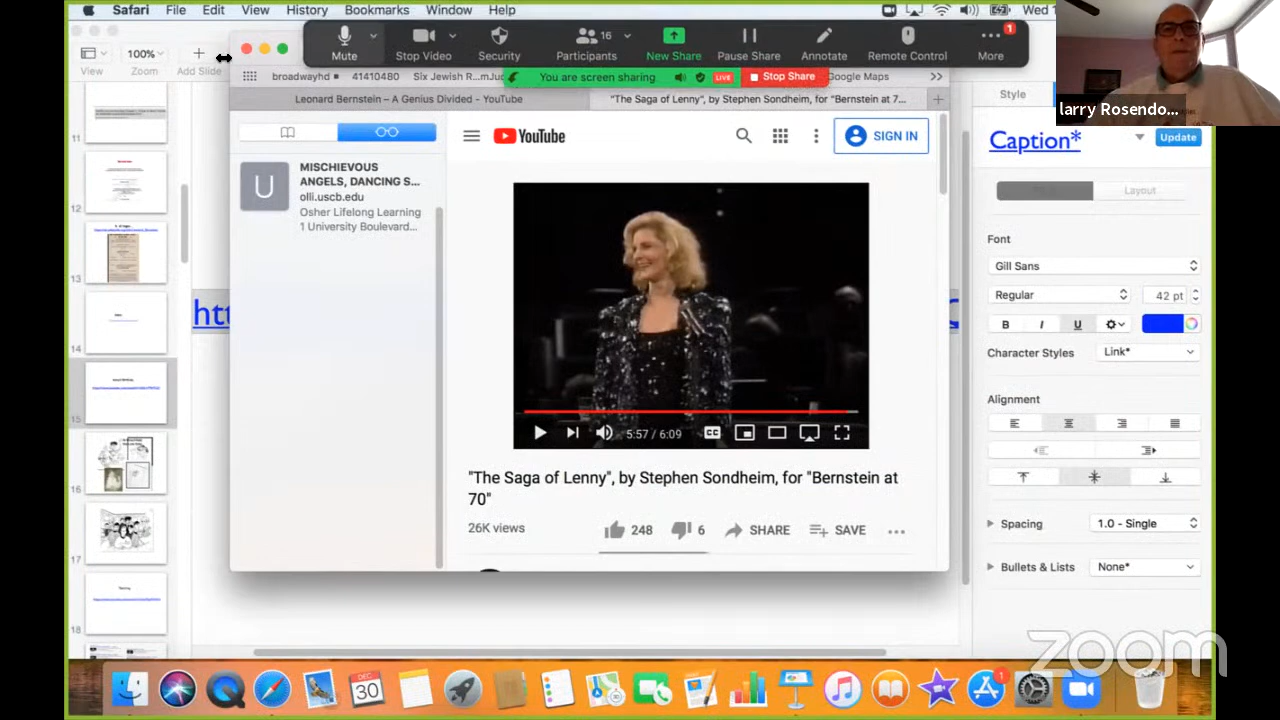 Safari File Edit View History Bookmarks Window Help
Wed
100%
View Zoom Add Slide
Mute Stop Video Security Participants 16 New Share Pause Share Annotate Remote Control More 1
larry Rosendo...
broadwayhd 41410480 Six Jewish R...mJuc
You are screen sharing LIVE Stop Share
Google Maps
Leonard Bernstein – A Genius Divided - YouTube
"The Saga of Lenny", by Stephen Sondheim, for "Bernstein at 7...
Style
YouTube
SIGN IN
Caption*
Update
Layout
U
MISCHIEVOUS
ANGELS, DANCING S...
olli.uscb.edu
Osher Lifelong Learning
1 University Boulevard...
11
12
13
14
15
16
17
18
htt
Font
Gill Sans
Regular
42 pt
B I U
Character Styles
Link*
Alignment
CC
5:57 / 6:09
"The Saga of Lenny", by Stephen Sondheim, for "Bernstein at
70"
26K views
248
6
SHARE
SAVE
Spacing
1.0 - Single
Bullets & Lists
None*
zoom
DEC
30
1